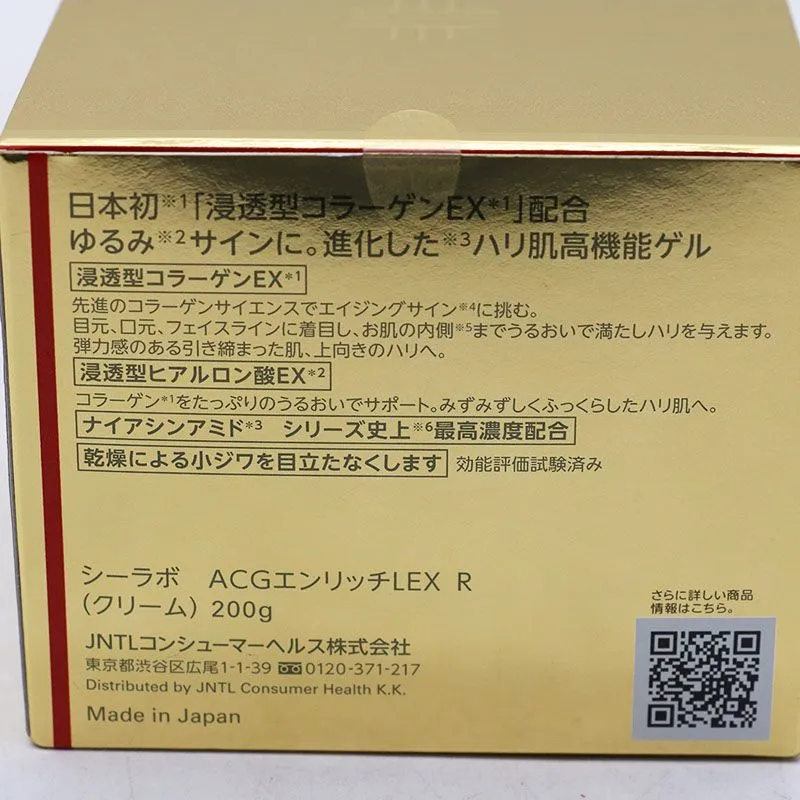 日本初※1「浸透型コラーゲンEX*1」配合
ゆるみ※2サインに。進化した※3ハリ肌高機能ゲル
浸透型コラーゲンEX*1
先進のコラーゲンサイエンスでエイジングサイン※4に挑む。
目元、口元、フェイスラインに着目し、お肌の内側※5までうるおいで満たしハリを与えます。
弾力感のある引き締まった肌、上向きのハリへ。
浸透型ヒアルロン酸EX*2
コラーゲン*1をたっぷりのうるおいでサポート。みずみずしくふっくらしたハリ肌へ。
ナイアシンアミド*3 シリーズ史上※6最高濃度配合
乾燥による小ジワを目立たなくします 効能評価試験済み
シーラボ ACGエンリッチLEX R
(クリーム) 200g
さらに詳しい商品
情報はこちら。
JNTLコンシューマーヘルス株式会社
東京都渋谷区広尾1-1-39 0120-371-217
Distributed by JNTL Consumer Health K.K.
Made in Japan